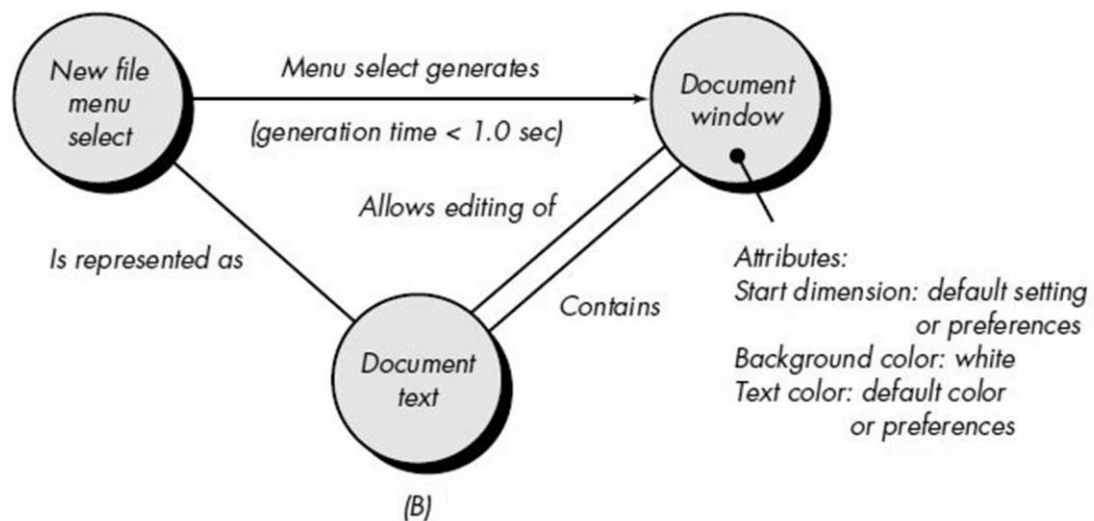 New file
menu
select
Menu select generates
(generation time < 1.0 sec)
Document
window
Allows editing of
Is represented as
Contains
Document
text
Attributes:
Start dimension: default setting
or preferences
Background color: white
Text color: default color
or preferences
(B)